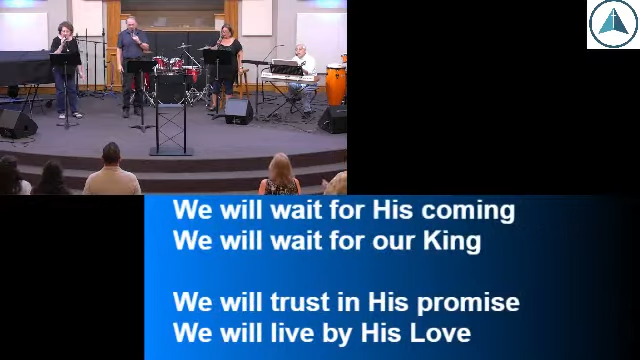 We will wait for His coming
We will wait for our King
We will trust in His promise
We will live by His Love